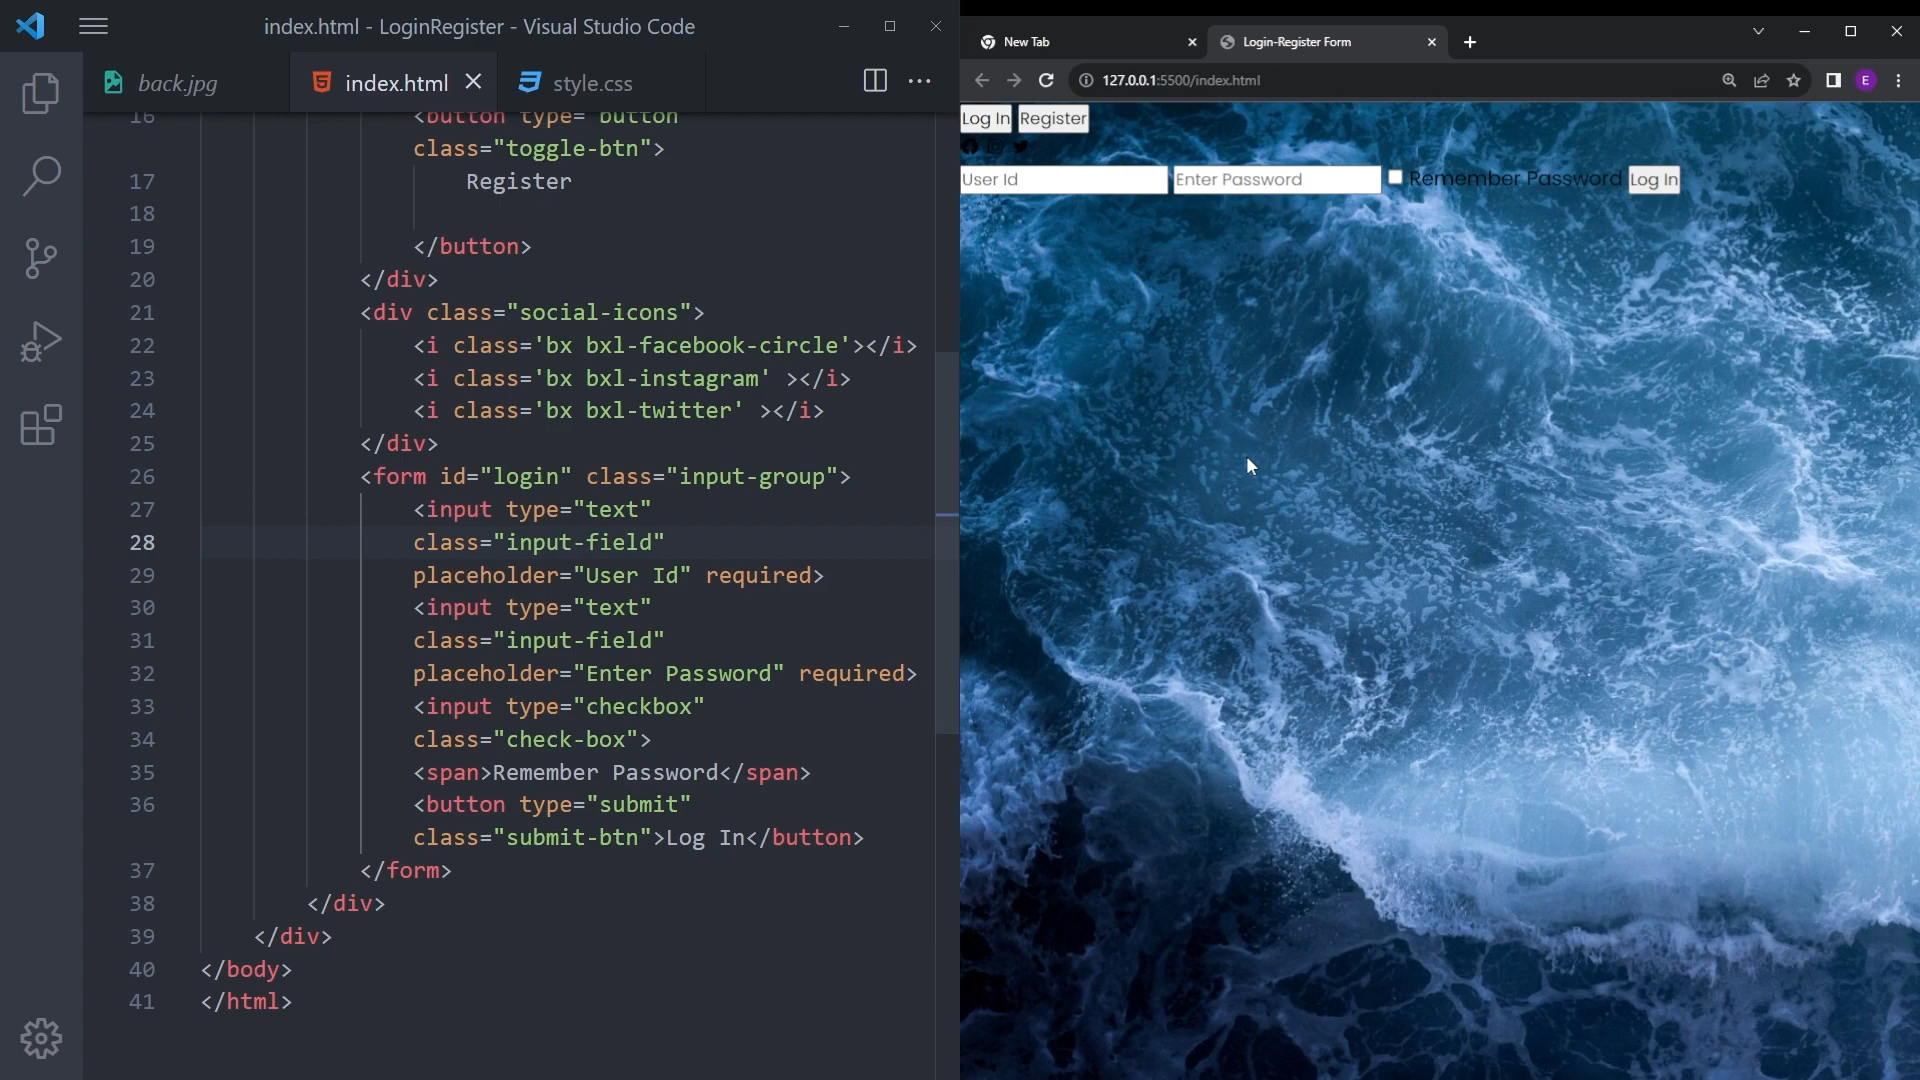 index.html - LoginRegister - Visual Studio Code
back.jpg
index.html
style.css
16 <button type="button"
class="toggle-btn">
17 Register
18
19 </button>
20 </div>
21 <div class="social-icons">
22 <i class='bx bxl-facebook-circle'></i>
23 <i class='bx bxl-instagram' ></i>
24 <i class='bx bxl-twitter' ></i>
25 </div>
26 <form id="login" class="input-group">
27 <input type="text"
28 class="input-field"
29 placeholder="User Id" required>
30 <input type="text"
31 class="input-field"
32 placeholder="Enter Password" required>
33 <input type="checkbox"
34 class="check-box">
35 <span>Remember Password</span>
36 <button type="submit"
class="submit-btn">Log In</button>
37 </form>
38 </div>
39 </div>
40 </body>
41 </html>
New Tab
Login-Register Form
127.0.0.1:5500/index.html
E
Log In Register
User Id Enter Password Remember Password Log In